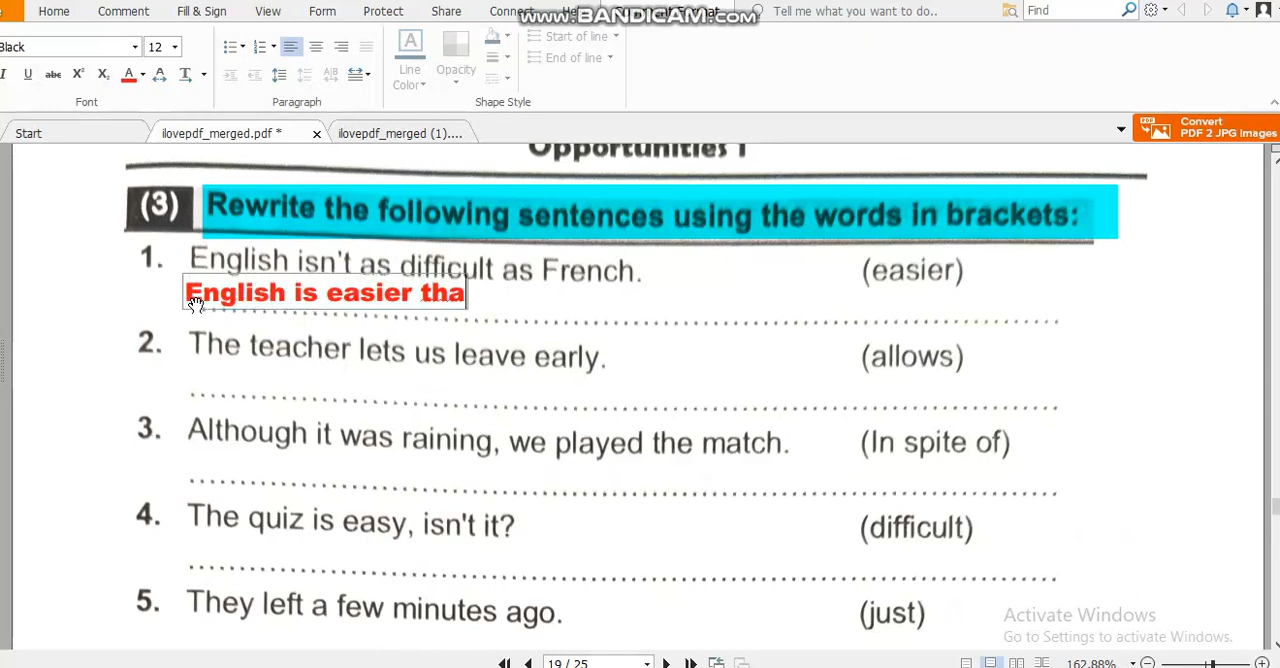 Home Comment Fill & Sign View Form Protect Share Connect
www.BANDICAM.com
Tell me what you want to do.. Find
Black 12 Start of line
I U abc X² X₂ A A T Line Color Opacity End of line
Font Paragraph Shape Style
Start ilovepdf_merged.pdf * ilovepdf_merged (1).... Convert PDF 2 JPG Images
Opportunities 1
(3) Rewrite the following sentences using the words in brackets:
1. English isn't as difficult as French. (easier)
English is easier tha
2. The teacher lets us leave early. (allows)
3. Although it was raining, we played the match. (In spite of)
4. The quiz is easy, isn't it? (difficult)
5. They left a few minutes ago. (just)
Activate Windows
Go to Settings to activate Windows.
19 / 25 162.88%